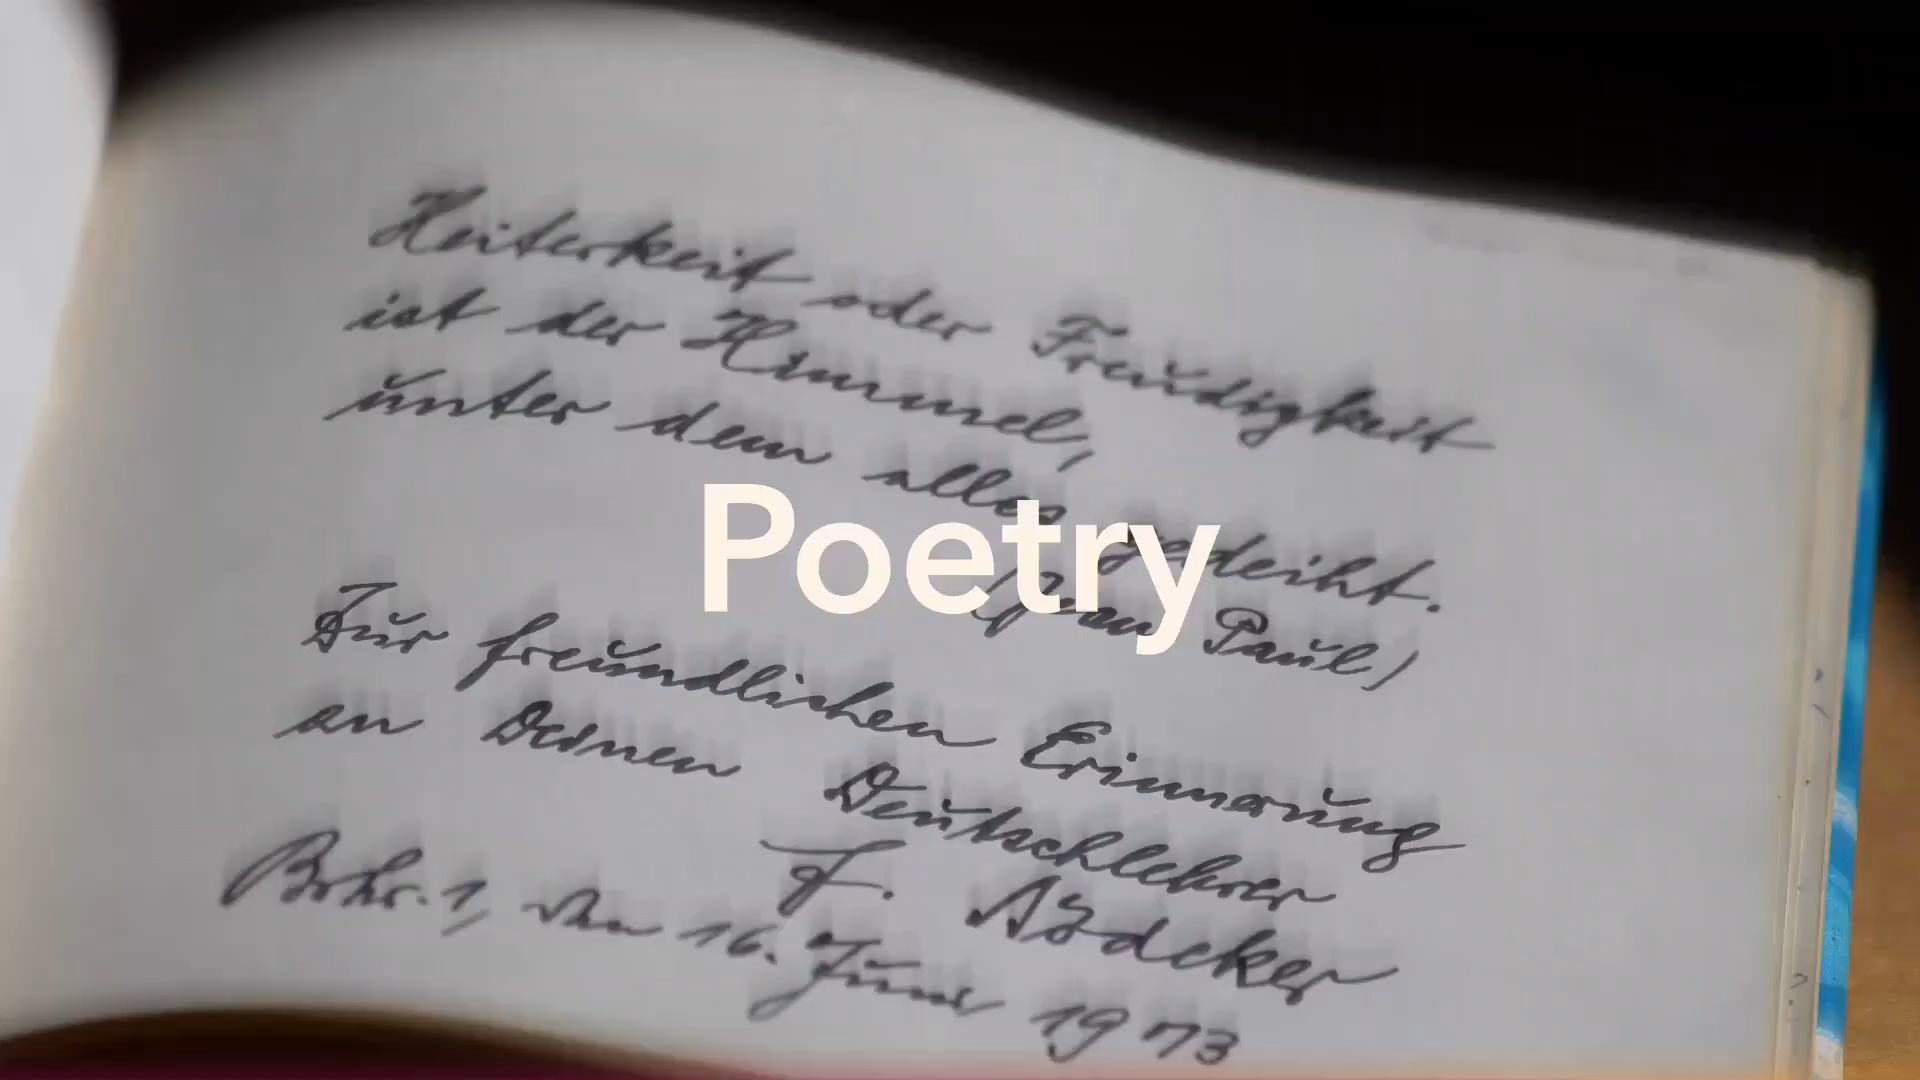 Heiterkeit oder Freudigkeit
ist der Himmel,
unter dem alles gedeiht.
(Jean Paul)
Poetry
Zur freundlichen Erinnerung
an Deinen Deutschlehrer
F. Asdeker
den 16. Juni 1973